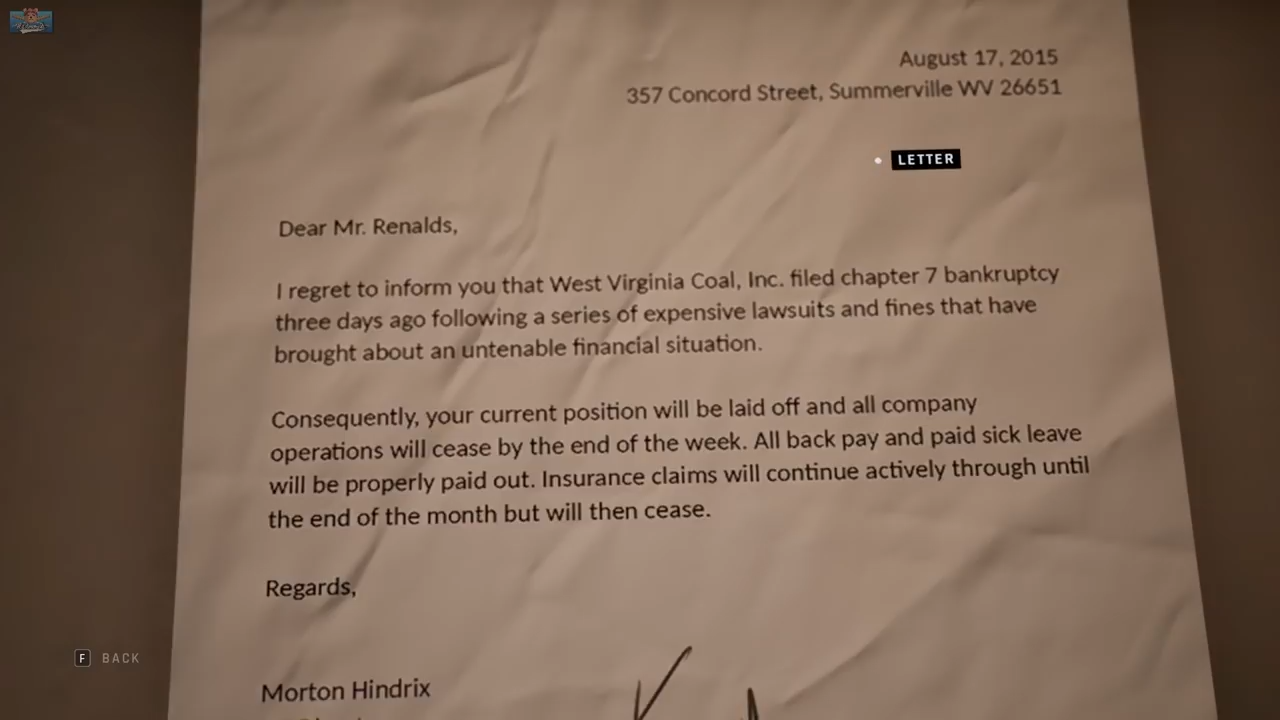 August 17, 2015
357 Concord Street, Summerville WV 26651
LETTER
Dear Mr. Renalds,
I regret to inform you that West Virginia Coal, Inc. filed chapter 7 bankruptcy
three days ago following a series of expensive lawsuits and fines that have
brought about an untenable financial situation.
Consequently, your current position will be laid off and all company
operations will cease by the end of the week. All back pay and paid sick leave
will be properly paid out. Insurance claims will continue actively through until
the end of the month but will then cease.
Regards,
F BACK
Morton Hindrix